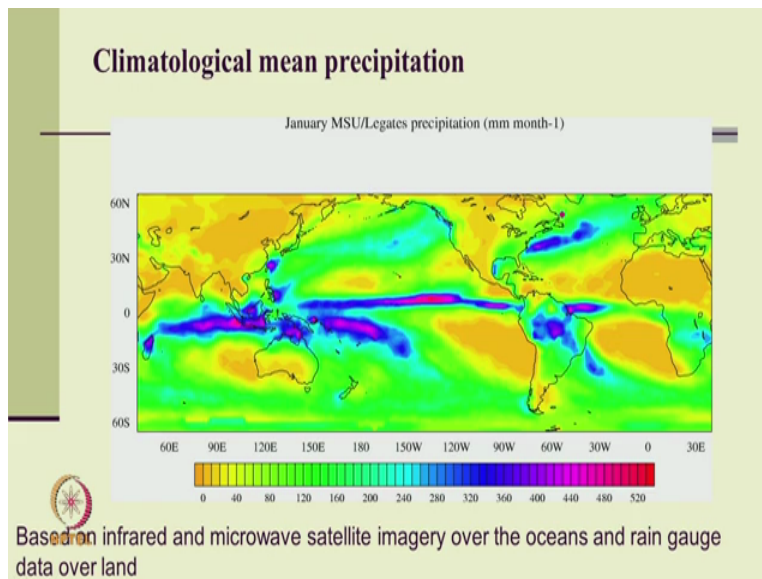 Climatological mean precipitation
January MSU/Legates precipitation (mm month-1)
60N
30N
0
30S
60S
60E 90E 120E 150E 180 150W 120W 90W 60W 30W 0 30E
0 40 80 120 160 200 240 280 320 360 400 440 480 520
Based on infrared and microwave satellite imagery over the oceans and rain gauge
data over land